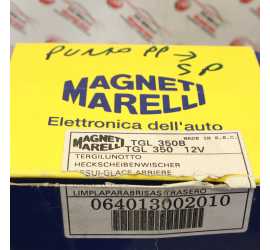 PUNTO PP →
SP
MAGNETI
MARELLI
Elettronica dell'auto
MADE IN E.E.C.
MAGNETI
MARELLI
TGL 350B
TGL 350 12V
TERGILUNOTTO
HECKSCHEIBENWISCHER
ESSUI-GLACE ARRIERE
LIMPIAPARABRISAS TRASERO
064013002010